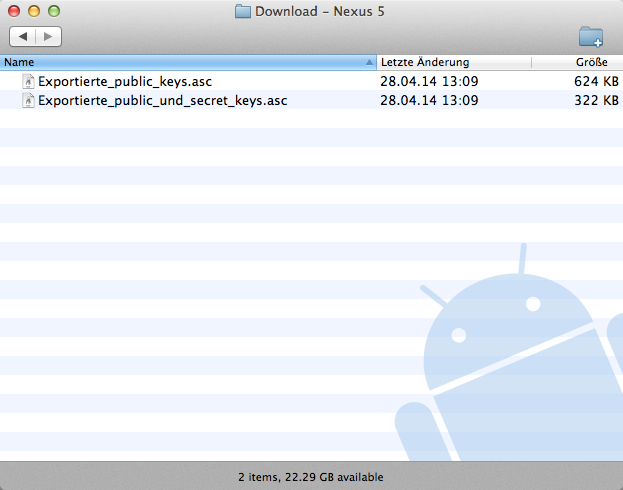 Download – Nexus 5
Name Letzte Änderung Größe
Exportierte_public_keys.asc 28.04.14 13:09 624 KB
Exportierte_public_und_secret_keys.asc 28.04.14 13:09 322 KB
2 items, 22.29 GB available